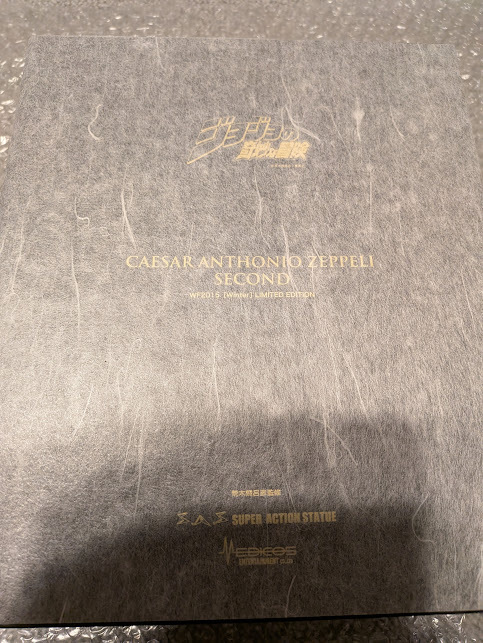 ジョジョの
奇妙な冒険
CAESAR ANTHONIO ZEPPELI
SECOND
WF2015 [Winter] LIMITED EDITION
荒木飛呂彦監修
SAS SUPER ACTION STATUE
MEDICOS
ENTERTAINMENT